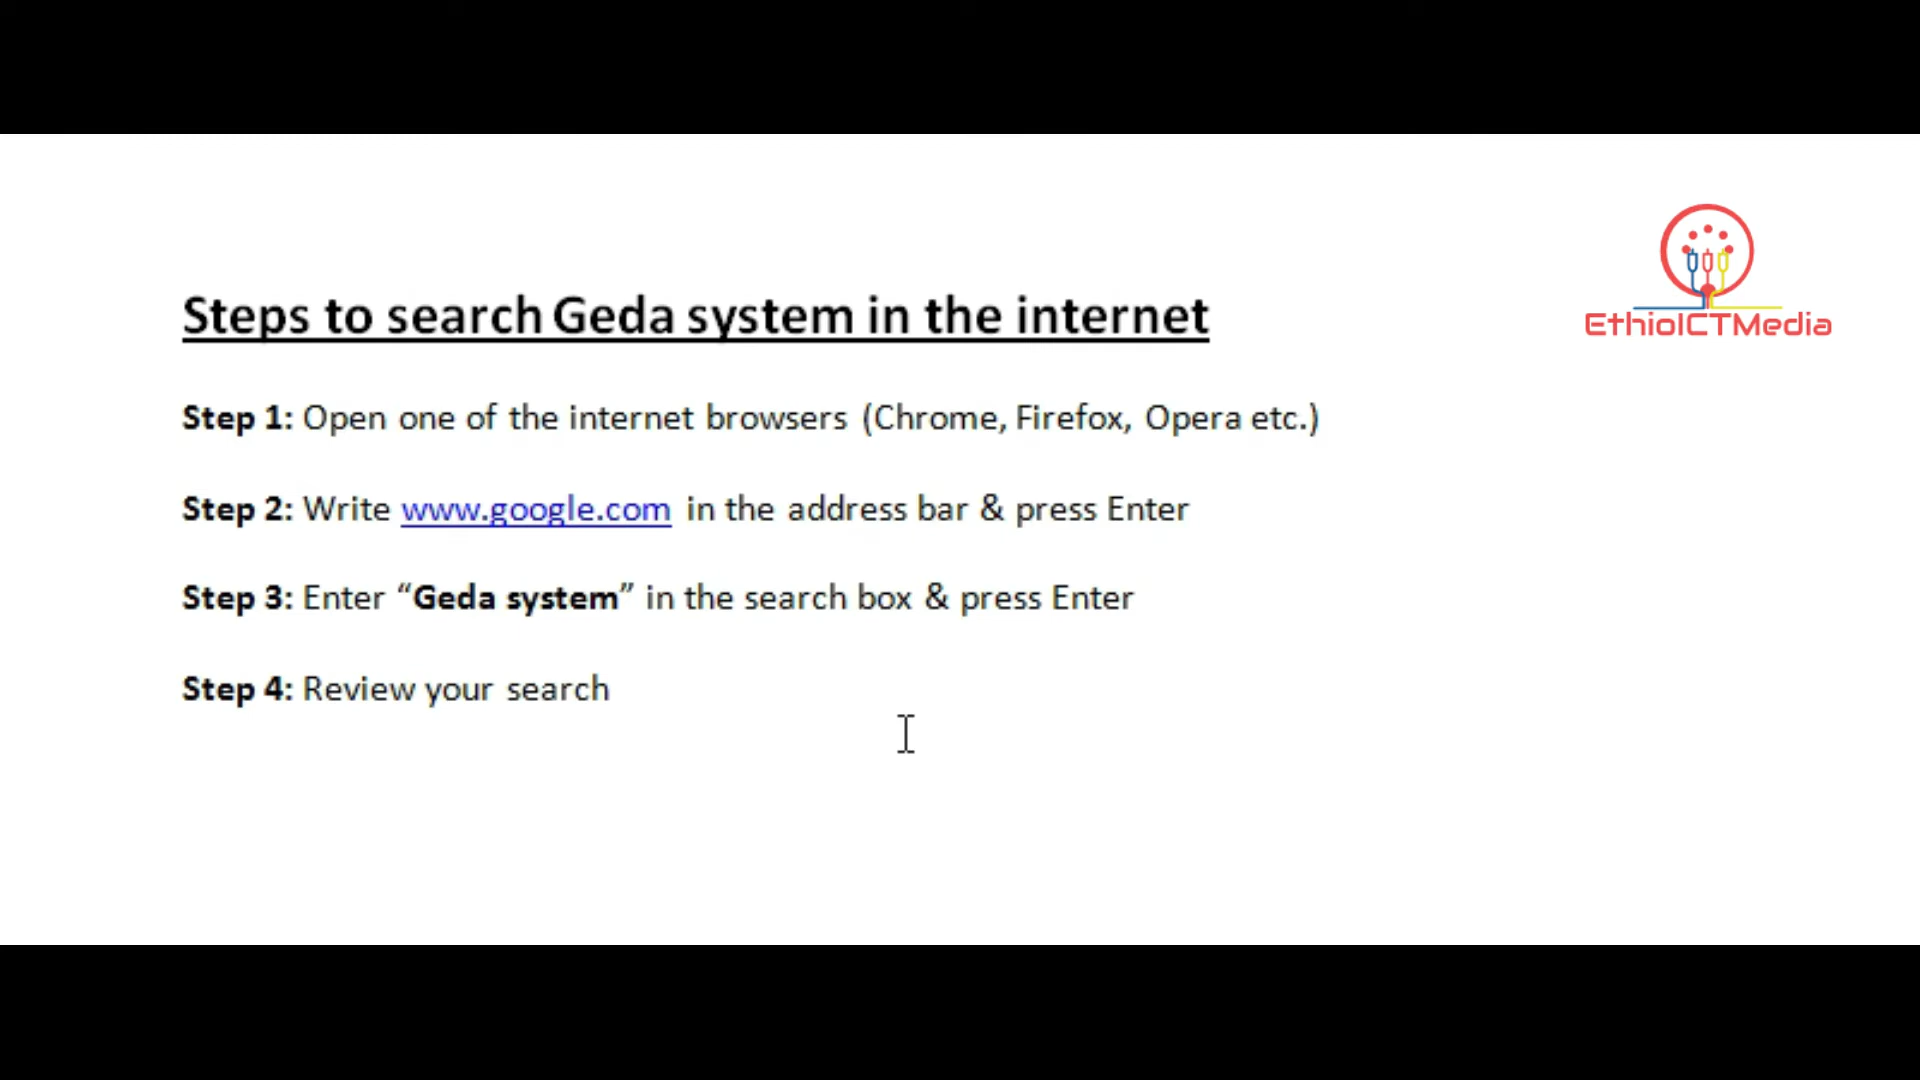 EthioICTMedia
Steps to search Geda system in the internet
Step 1: Open one of the internet browsers (Chrome, Firefox, Opera etc.)
Step 2: Write www.google.com in the address bar & press Enter
Step 3: Enter “Geda system” in the search box & press Enter
Step 4: Review your search